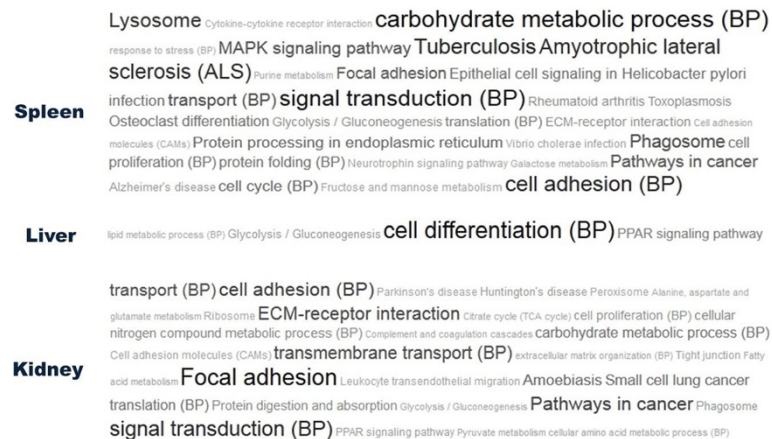 Lysosome Cytokine-cytokine receptor interaction carbohydrate metabolic process (BP)
response to stress (BP) MAPK signaling pathway Tuberculosis Amyotrophic lateral
sclerosis (ALS) Purine metabolism Focal adhesion Epithelial cell signaling in Helicobacter pylori
Spleen
infection transport (BP) signal transduction (BP) Rheumatoid arthritis Toxoplasmosis
Osteoclast differentiation Glycolysis / Gluconeogenesis translation (BP) ECM-receptor interaction Cell adhesion
molecules (CAMs) Protein processing in endoplasmic reticulum Vibrio cholerae infection Phagosome cell
proliferation (BP) protein folding (BP) Neurotrophin signaling pathway Galactose metabolism Pathways in cancer
Alzheimer's disease cell cycle (BP) Fructose and mannose metabolism cell adhesion (BP)
Liver
lipid metabolic process (BP) Glycolysis / Gluconeogenesis cell differentiation (BP) PPAR signaling pathway
transport (BP) cell adhesion (BP) Parkinson's disease Huntington's disease Peroxisome Alanine, aspartate and
glutamate metabolism Ribosome ECM-receptor interaction Citrate cycle (TCA cycle) cell proliferation (BP) cellular
nitrogen compound metabolic process (BP) Complement and coagulation cascades carbohydrate metabolic process (BP)
Cell adhesion molecules (CAMs) transmembrane transport (BP) extracellular matrix organization (BP) Tight junction Fatty
Kidney
acid metabolism Focal adhesion Leukocyte transendothelial migration Amoebiasis Small cell lung cancer
translation (BP) Protein digestion and absorption Glycolysis / Gluconeogenesis Pathways in cancer Phagosome
signal transduction (BP) PPAR signaling pathway Pyruvate metabolism cellular amino acid metabolic process (BP)